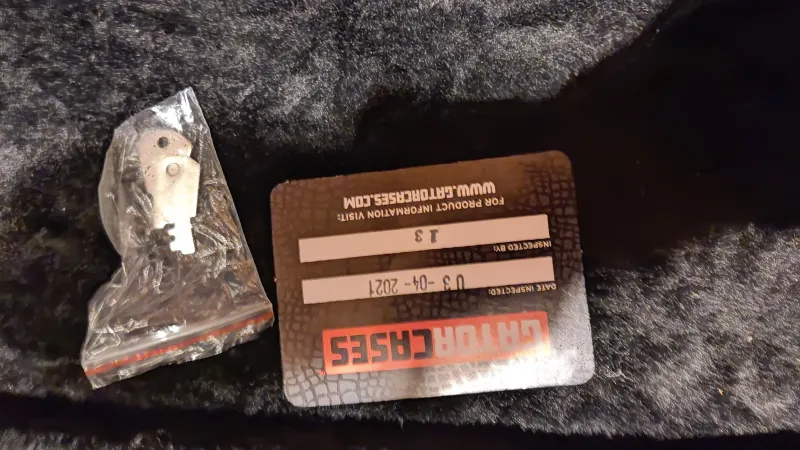 GATORCASES
DATE INSPECTED: 03-04-2021
INSPECTED BY: 13
FOR PRODUCT INFORMATION VISIT:
WWW.GATORCASES.COM